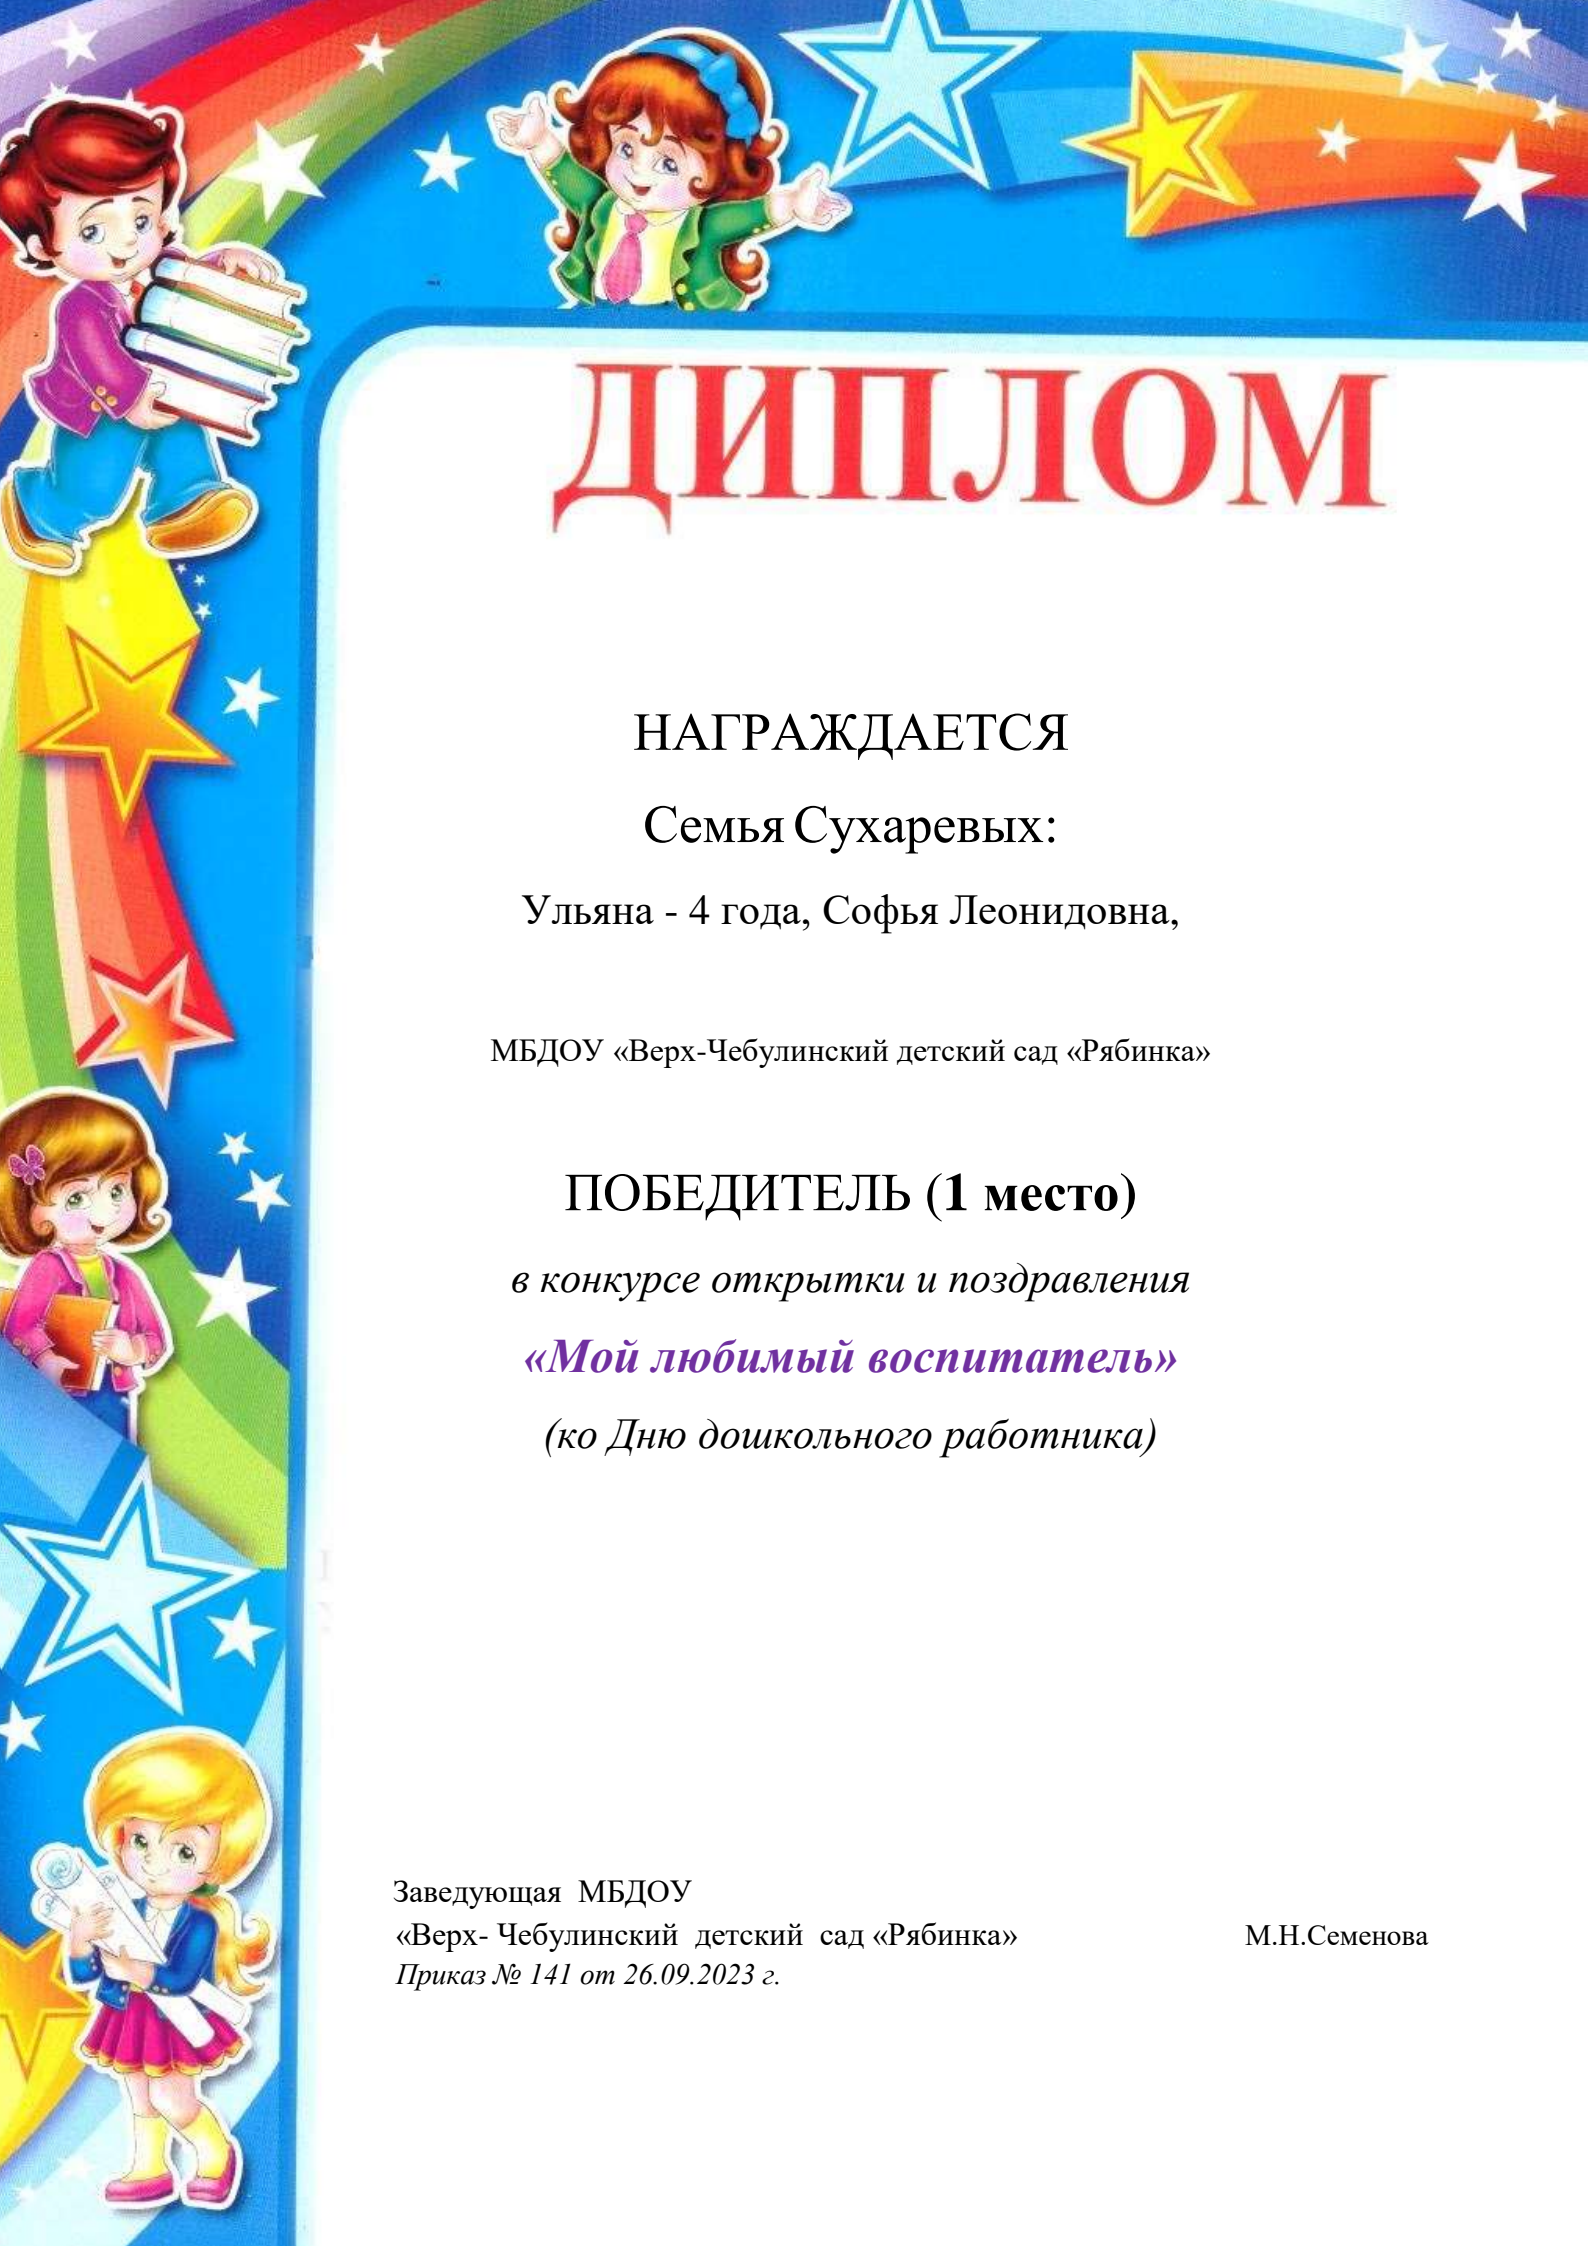 ДИПЛОМ
НАГРАЖДАЕТСЯ
Семья Сухаревых:
Ульяна - 4 года, Софья Леонидовна,
МБДОУ «Верх-Чебулинский детский сад «Рябинка»
ПОБЕДИТЕЛЬ (1 место)
в конкурсе открытки и поздравления
«Мой любимый воспитатель»
(ко Дню дошкольного работника)
Заведующая МБДОУ
«Верх- Чебулинский детский сад «Рябинка» М.Н.Семенова
Приказ № 141 от 26.09.2023 г.